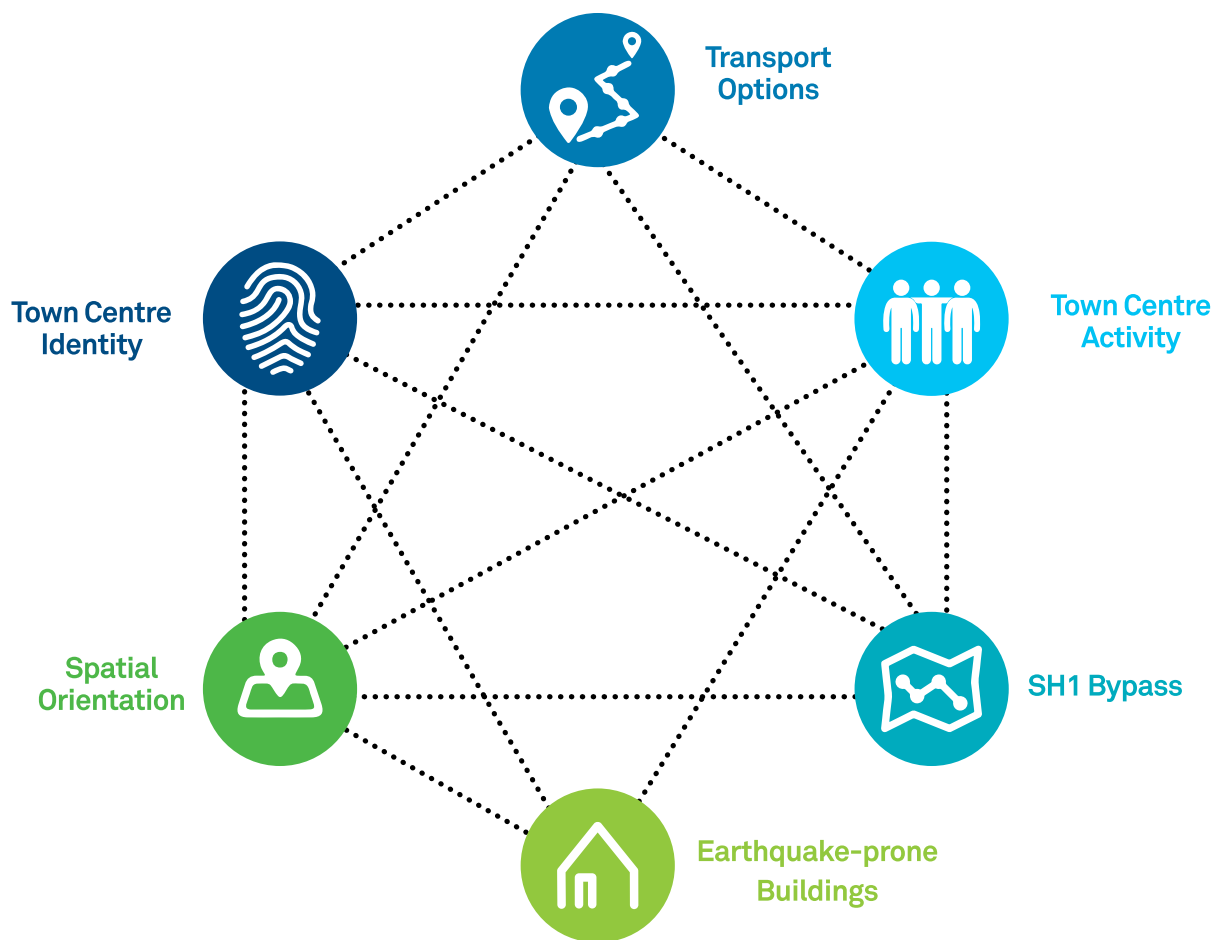 Transport
Options
Town Centre
Identity
Town Centre
Activity
Spatial
Orientation
SH1 Bypass
Earthquake-prone
Buildings